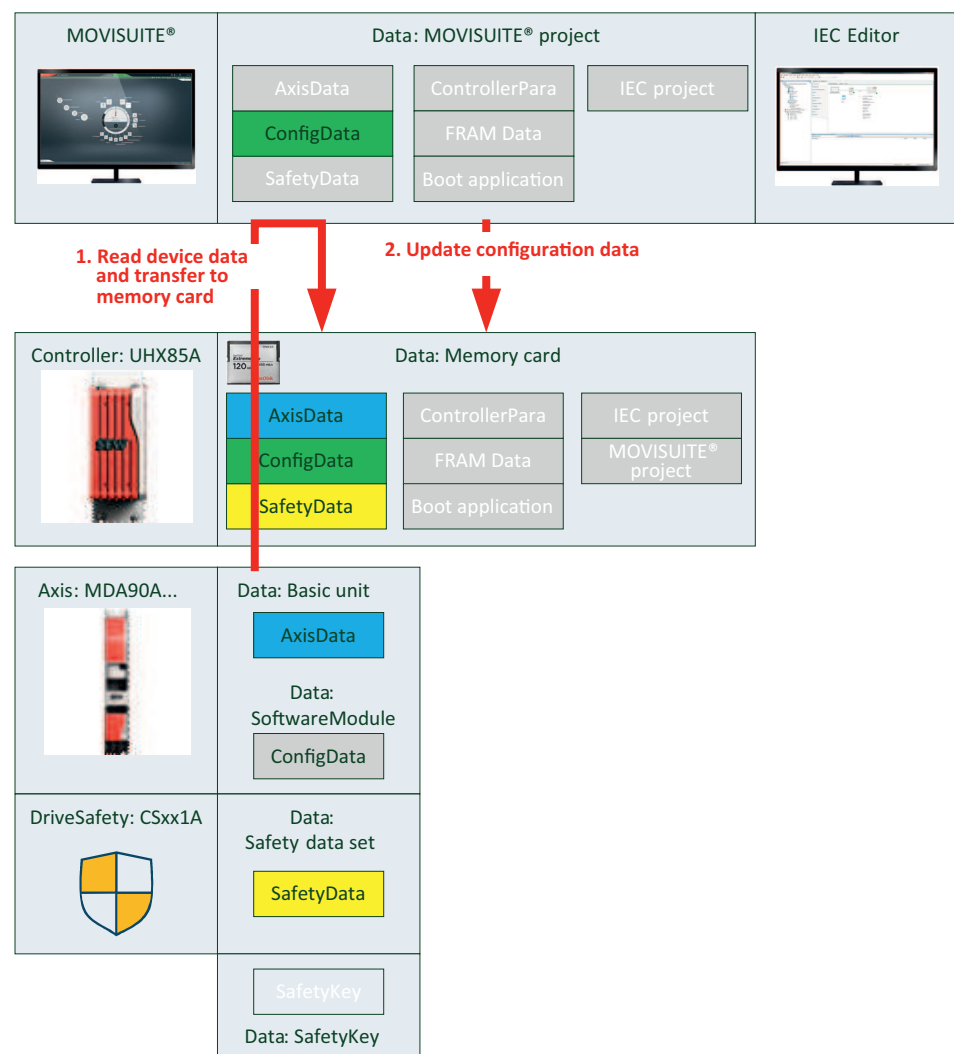 MOVISUITE®
Data: MOVISUITE® project
IEC Editor
AxisData
ControllerPara
IEC project
ConfigData
FRAM Data
SafetyData
Boot application
1. Read device data
and transfer to
memory card
2. Update configuration data
Controller: UHX85A
Data: Memory card
120
AxisData
ControllerPara
IEC project
ConfigData
FRAM Data
MOVISUITE®
project
SafetyData
Boot application
Axis: MDA90A...
Data: Basic unit
AxisData
Data:
SoftwareModule
ConfigData
DriveSafety: CSxx1A
Data:
Safety data set
SafetyData
SafetyKey
Data: SafetyKey